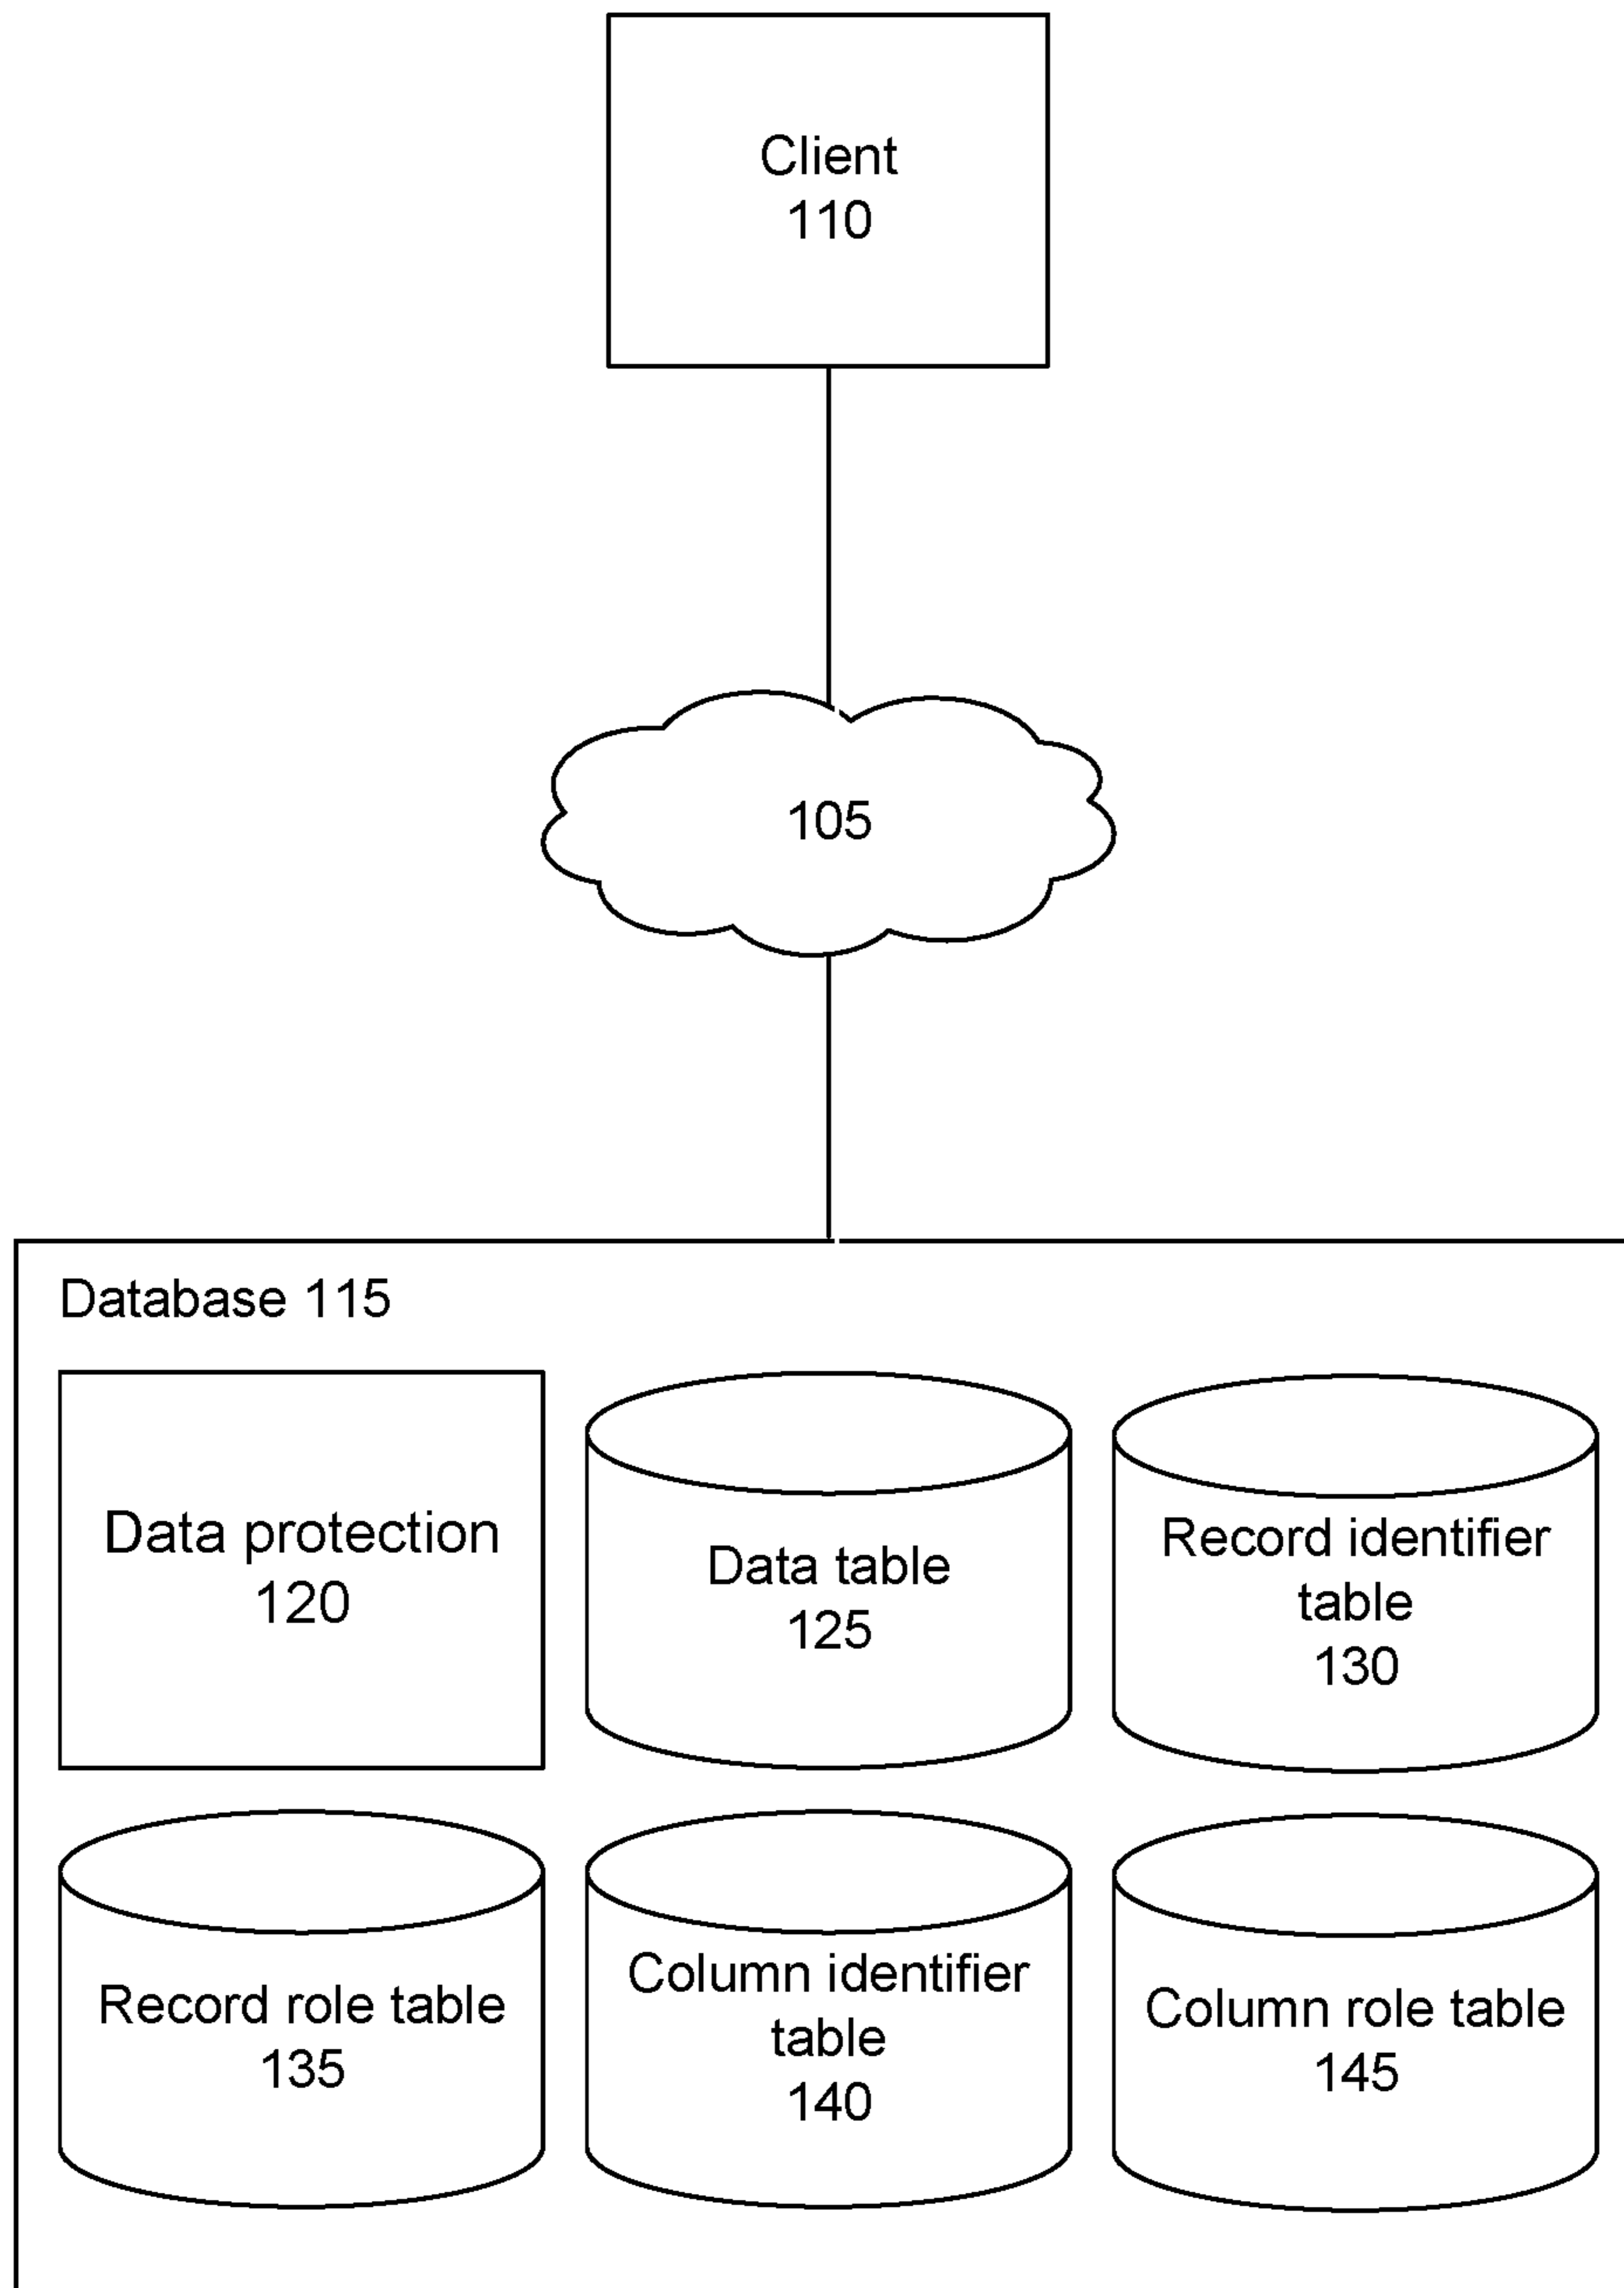 Client
110
105
Database 115
Data protection
120
Data table
125
Record identifier
table
130
Record role table
135
Column identifier
table
140
Column role table
145